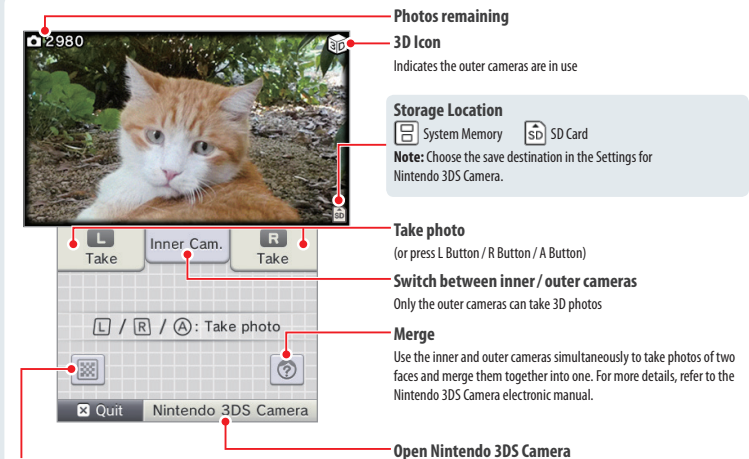 Photos remaining
2980
3D
3D Icon
Indicates the outer cameras are in use
Storage Location
System Memory SD SD Card
Note: Choose the save destination in the Settings for
Nintendo 3DS Camera.
SD
L
Take
Inner Cam.
R
Take
Take photo
(or press L Button / R Button / A Button)
Switch between inner / outer cameras
Only the outer cameras can take 3D photos
L / R / A: Take photo
Merge
Use the inner and outer cameras simultaneously to take photos of two
faces and merge them together into one. For more details, refer to the
Nintendo 3DS Camera electronic manual.
?
X Quit
Nintendo 3DS Camera
Open Nintendo 3DS Camera